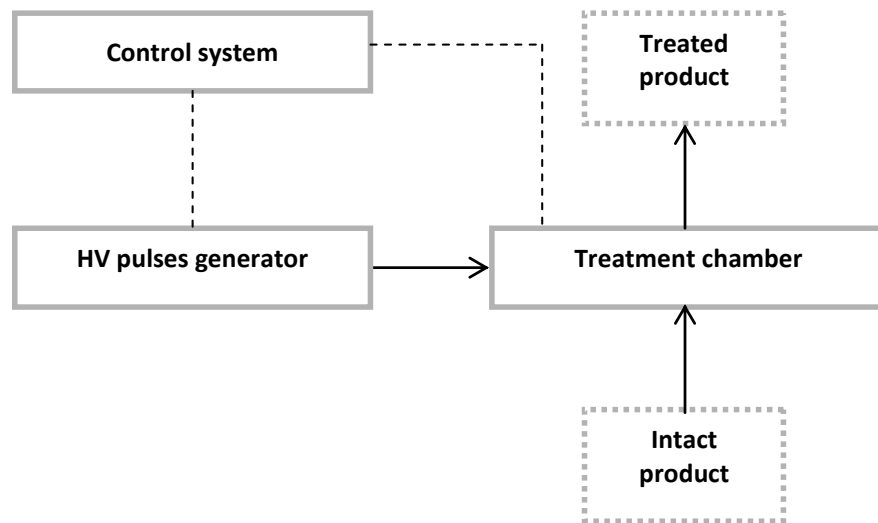 Control system
Treated
product
HV pulses generator
Treatment chamber
Intact
product